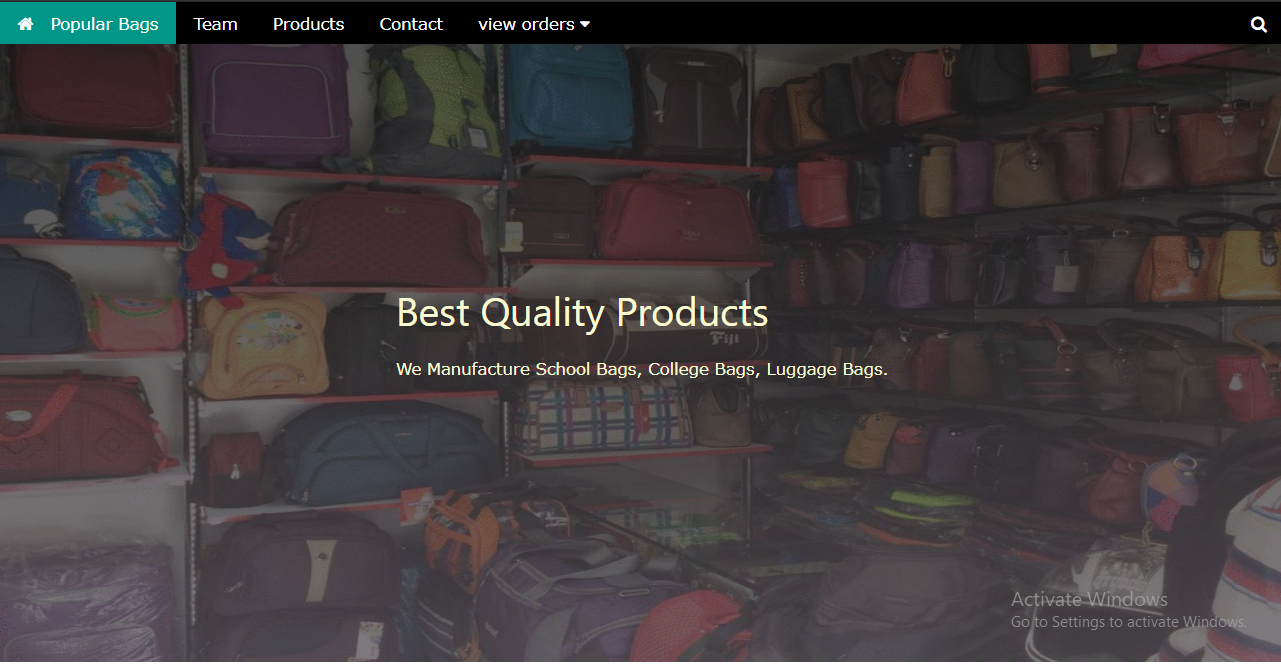 Popular Bags Team Products Contact view orders
Best Quality Products
Fiji
We Manufacture School Bags, College Bags, Luggage Bags.
Activate Windows
Go to Settings to activate Windows.